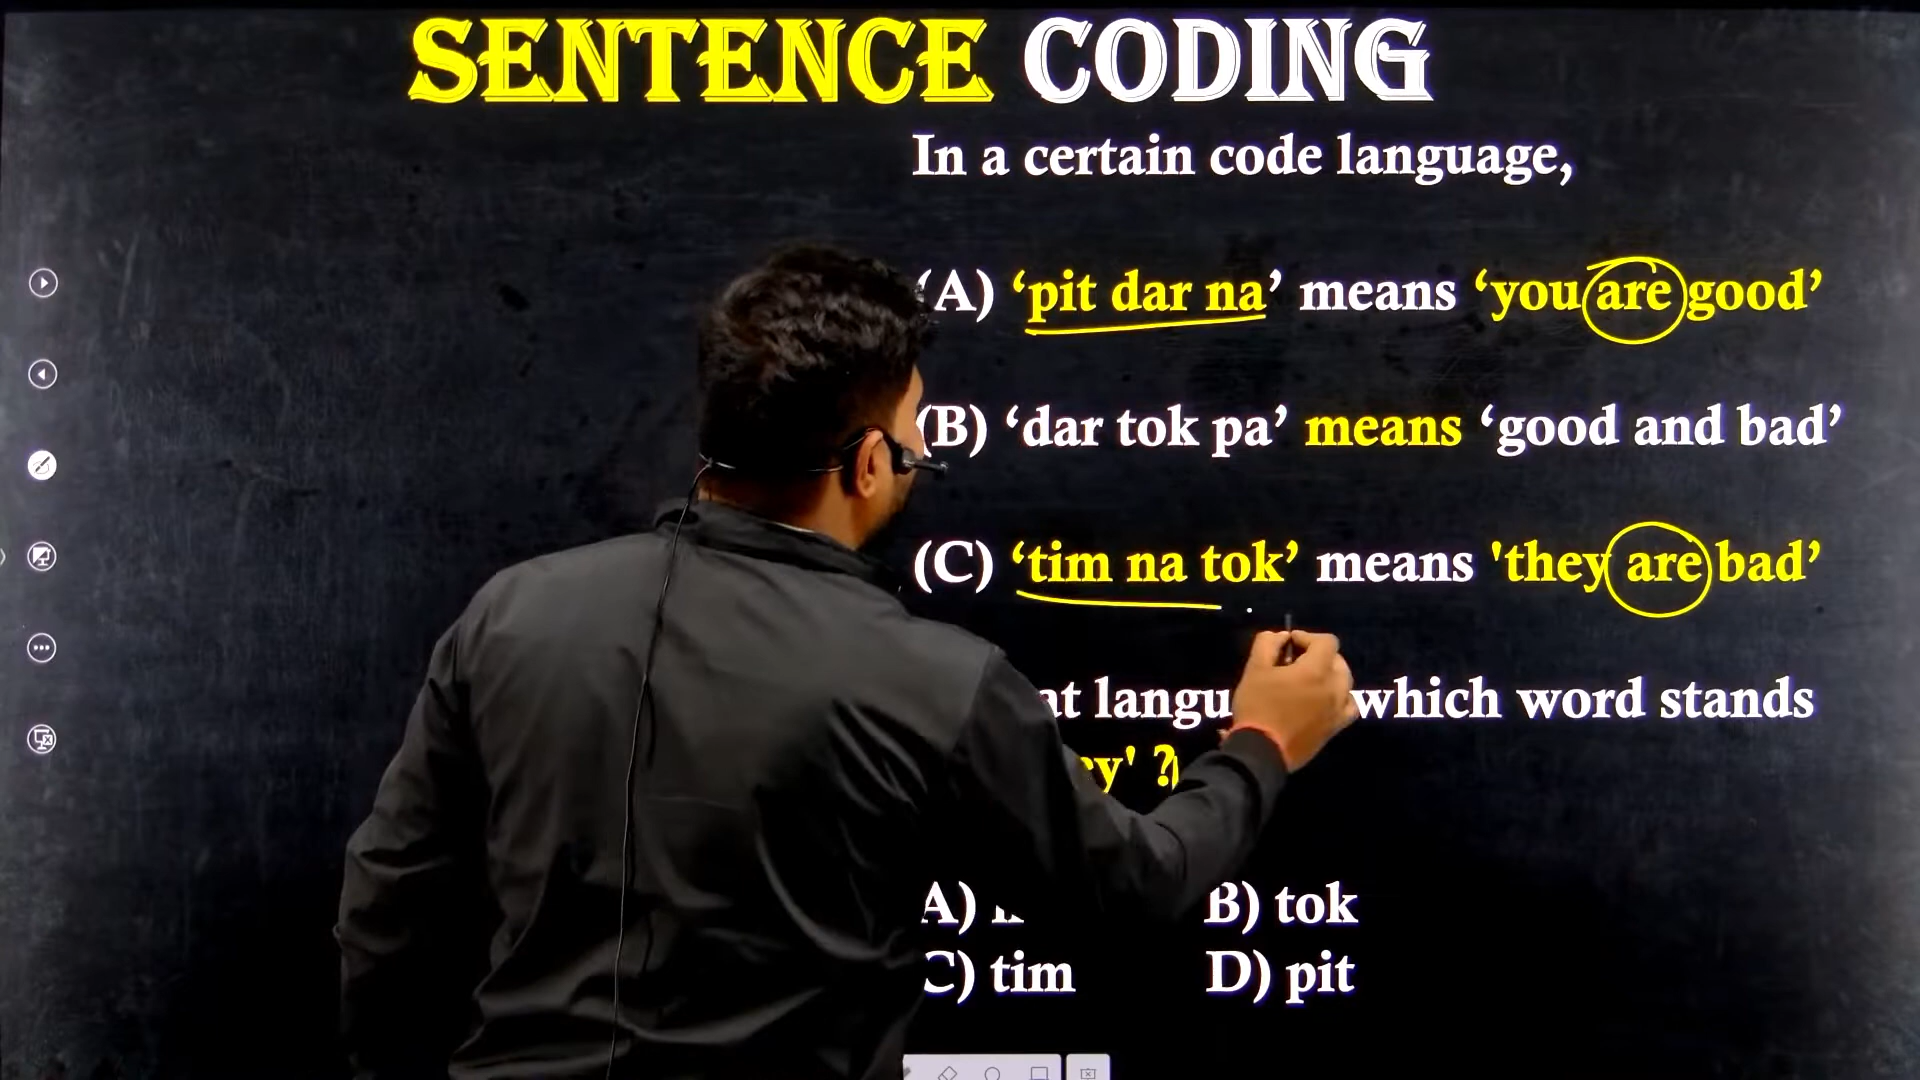 SENTENCE CODING
In a certain code language,
(A) ‘pit dar na’ means ‘you are good’
(B) ‘dar tok pa’ means ‘good and bad’
(C) ‘tim na tok’ means 'they are bad’
which word stands
?
A) B) tok
C) tim D) pit